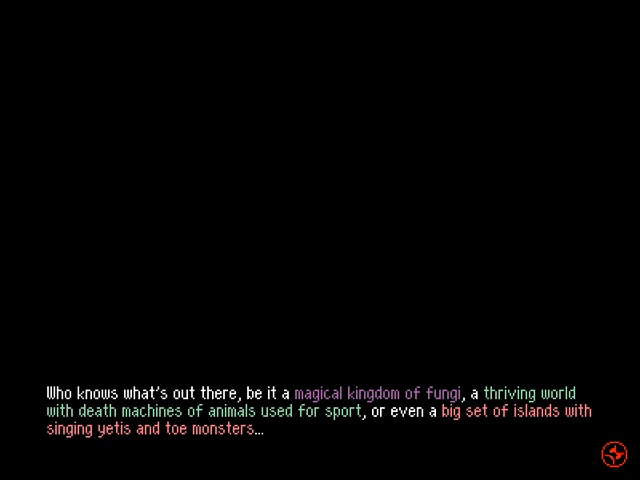 Who knows what's out there, be it a magical kingdom of fungi, a thriving world
with death machines of animals used for sport, or even a big set of islands with
singing yetis and toe monsters...